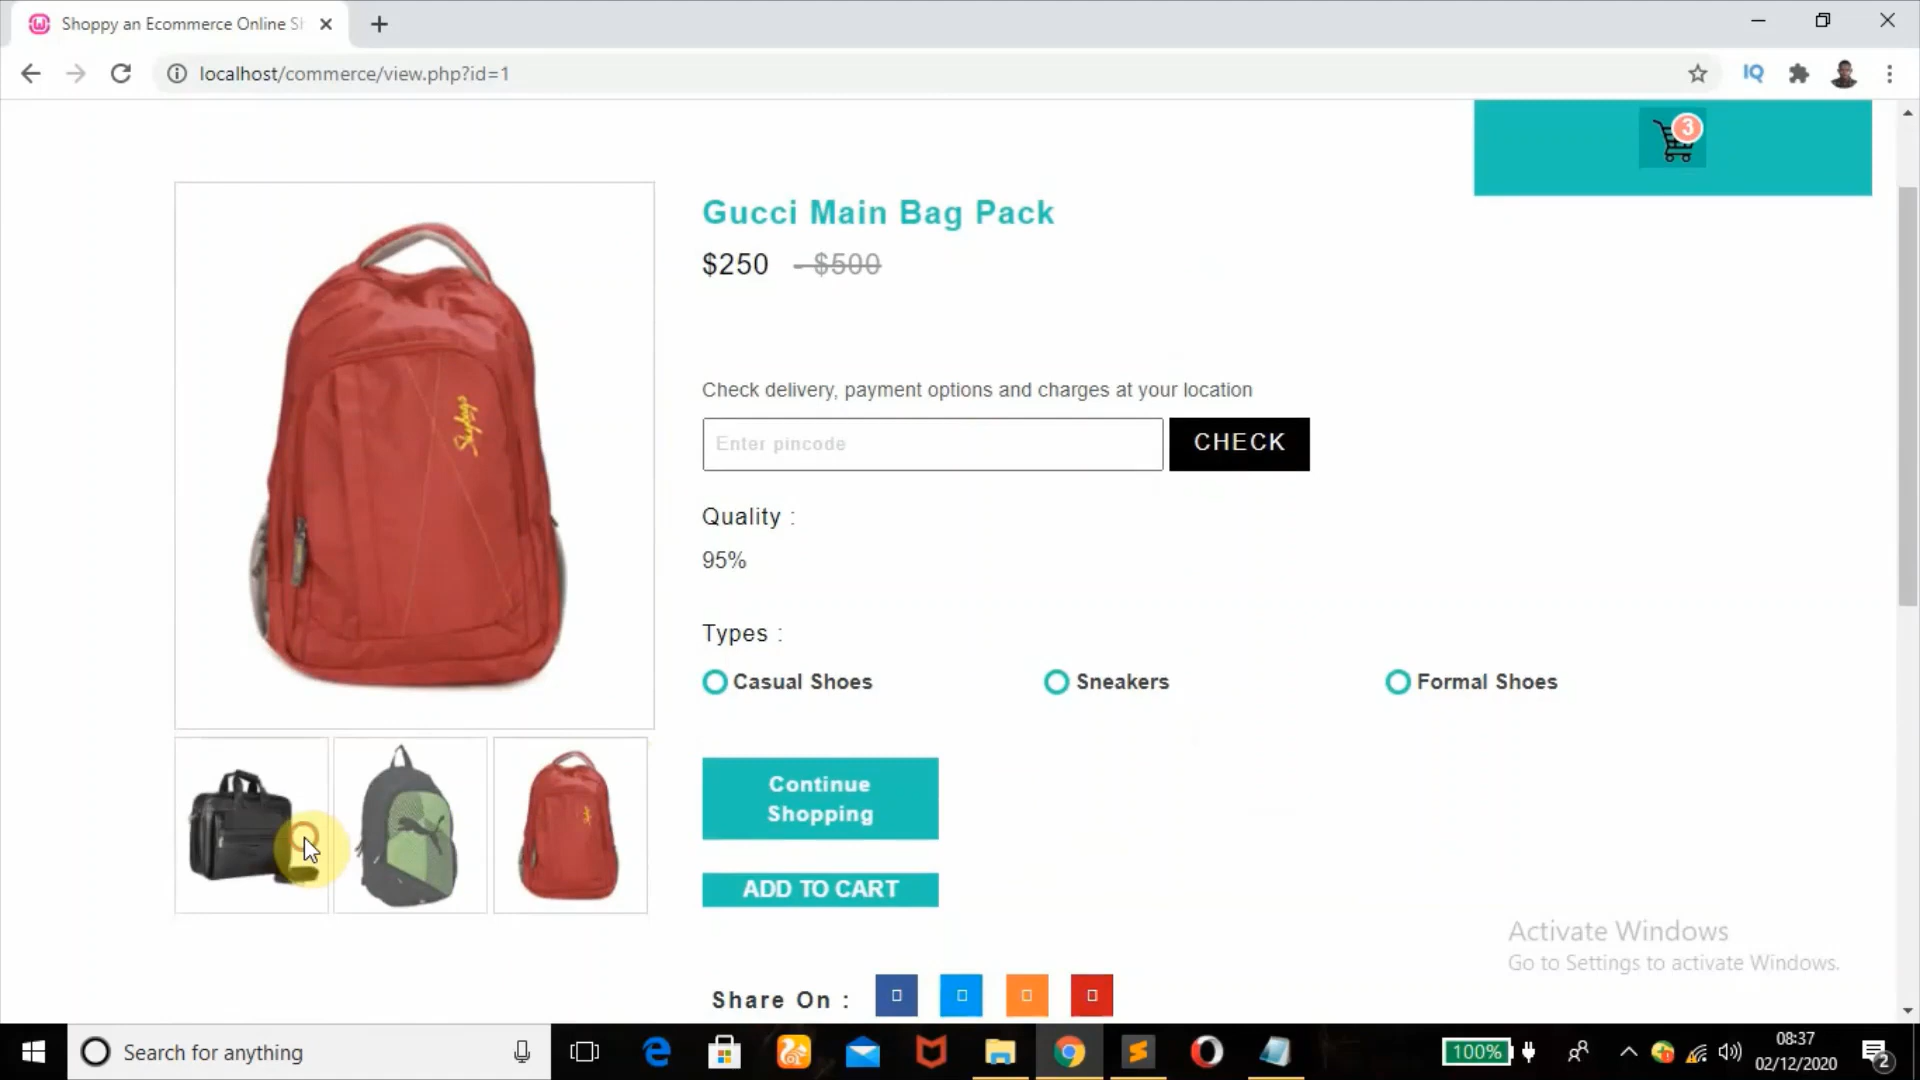 Shoppy an Ecommerce Online Sh
localhost/commerce/view.php?id=1
IQ
3
Gucci Main Bag Pack
$250 - $500
Skybags
Check delivery, payment options and charges at your location
Enter pincode
CHECK
Quality :
95%
Types :
Casual Shoes
Sneakers
Formal Shoes
Continue
Shopping
ADD TO CART
Activate Windows
Go to Settings to activate Windows.
Share On :
Search for anything
100%
08:37
02/12/2020
2